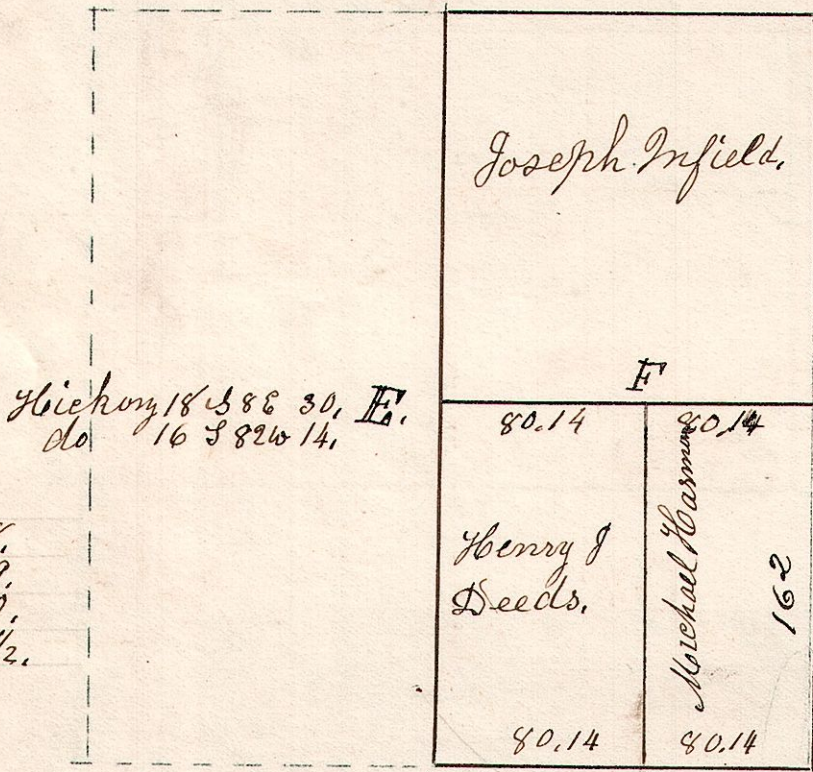 Joseph Infield.
F
Hickory 18 S 8 E 30. E.
do 16 S 82 w 14.
80.14
80.14
Henry J
Deeds.
Michael Harman
162
80.14
80.14